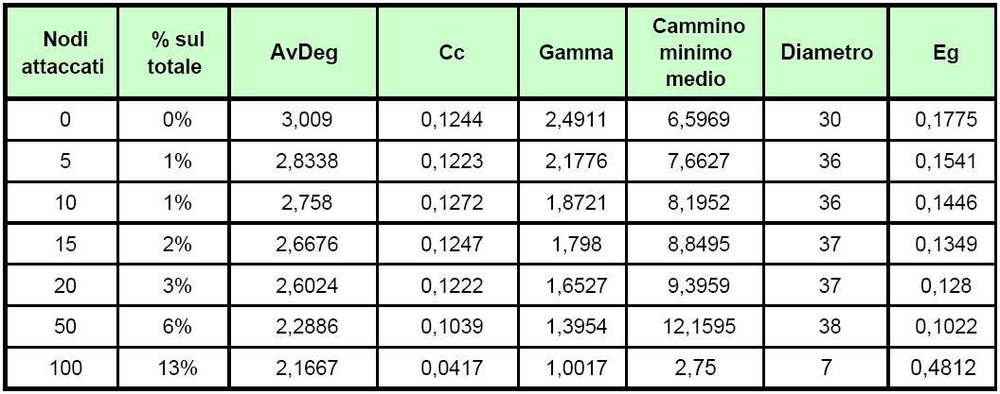 Nodi attaccati % sul totale AvDeg Cc Gamma Cammino minimo medio Diametro Eg
0 0% 3,009 0,1244 2,4911 6,5969 30 0,1775
5 1% 2,8338 0,1223 2,1776 7,6627 36 0,1541
10 1% 2,758 0,1272 1,8721 8,1952 36 0,1446
15 2% 2,6676 0,1247 1,798 8,8495 37 0,1349
20 3% 2,6024 0,1222 1,6527 9,3959 37 0,128
50 6% 2,2886 0,1039 1,3954 12,1595 38 0,1022
100 13% 2,1667 0,0417 1,0017 2,75 7 0,4812